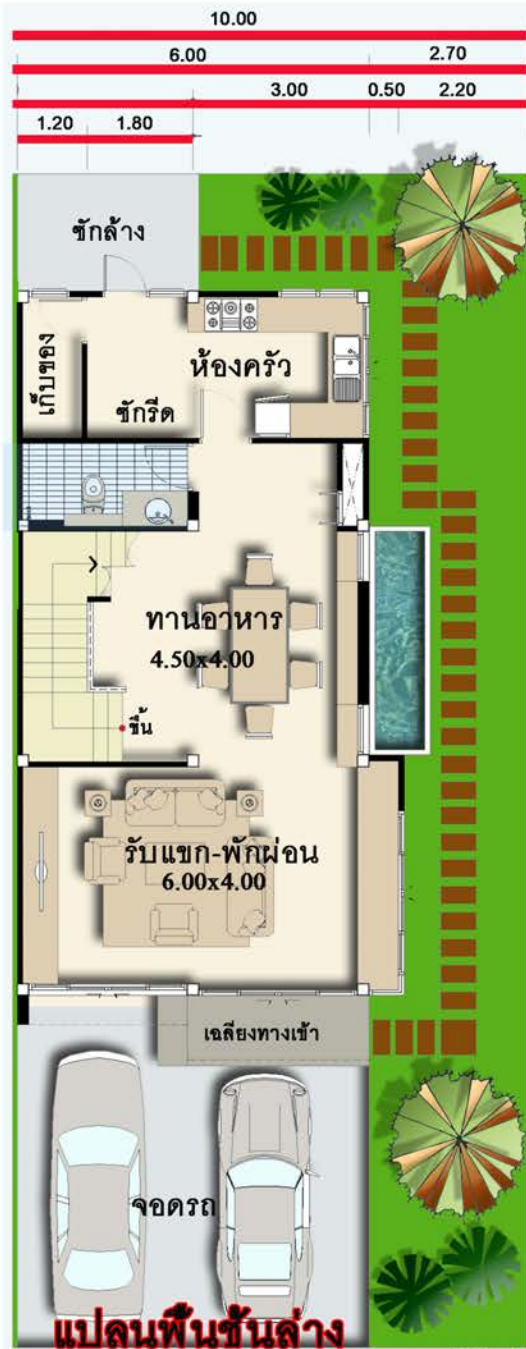 10.00
6.00 2.70
3.00 0.50 2.20
1.20 1.80
ซักล้าง
เก็บของ
ห้องครัว
ซักรีด
ทานอาหาร
4.50x4.00
ขึ้น
รับแขก-พักผ่อน
6.00x4.00
เฉลียงทางเข้า
จอดรถ
แปลนพื้นชั้นล่าง